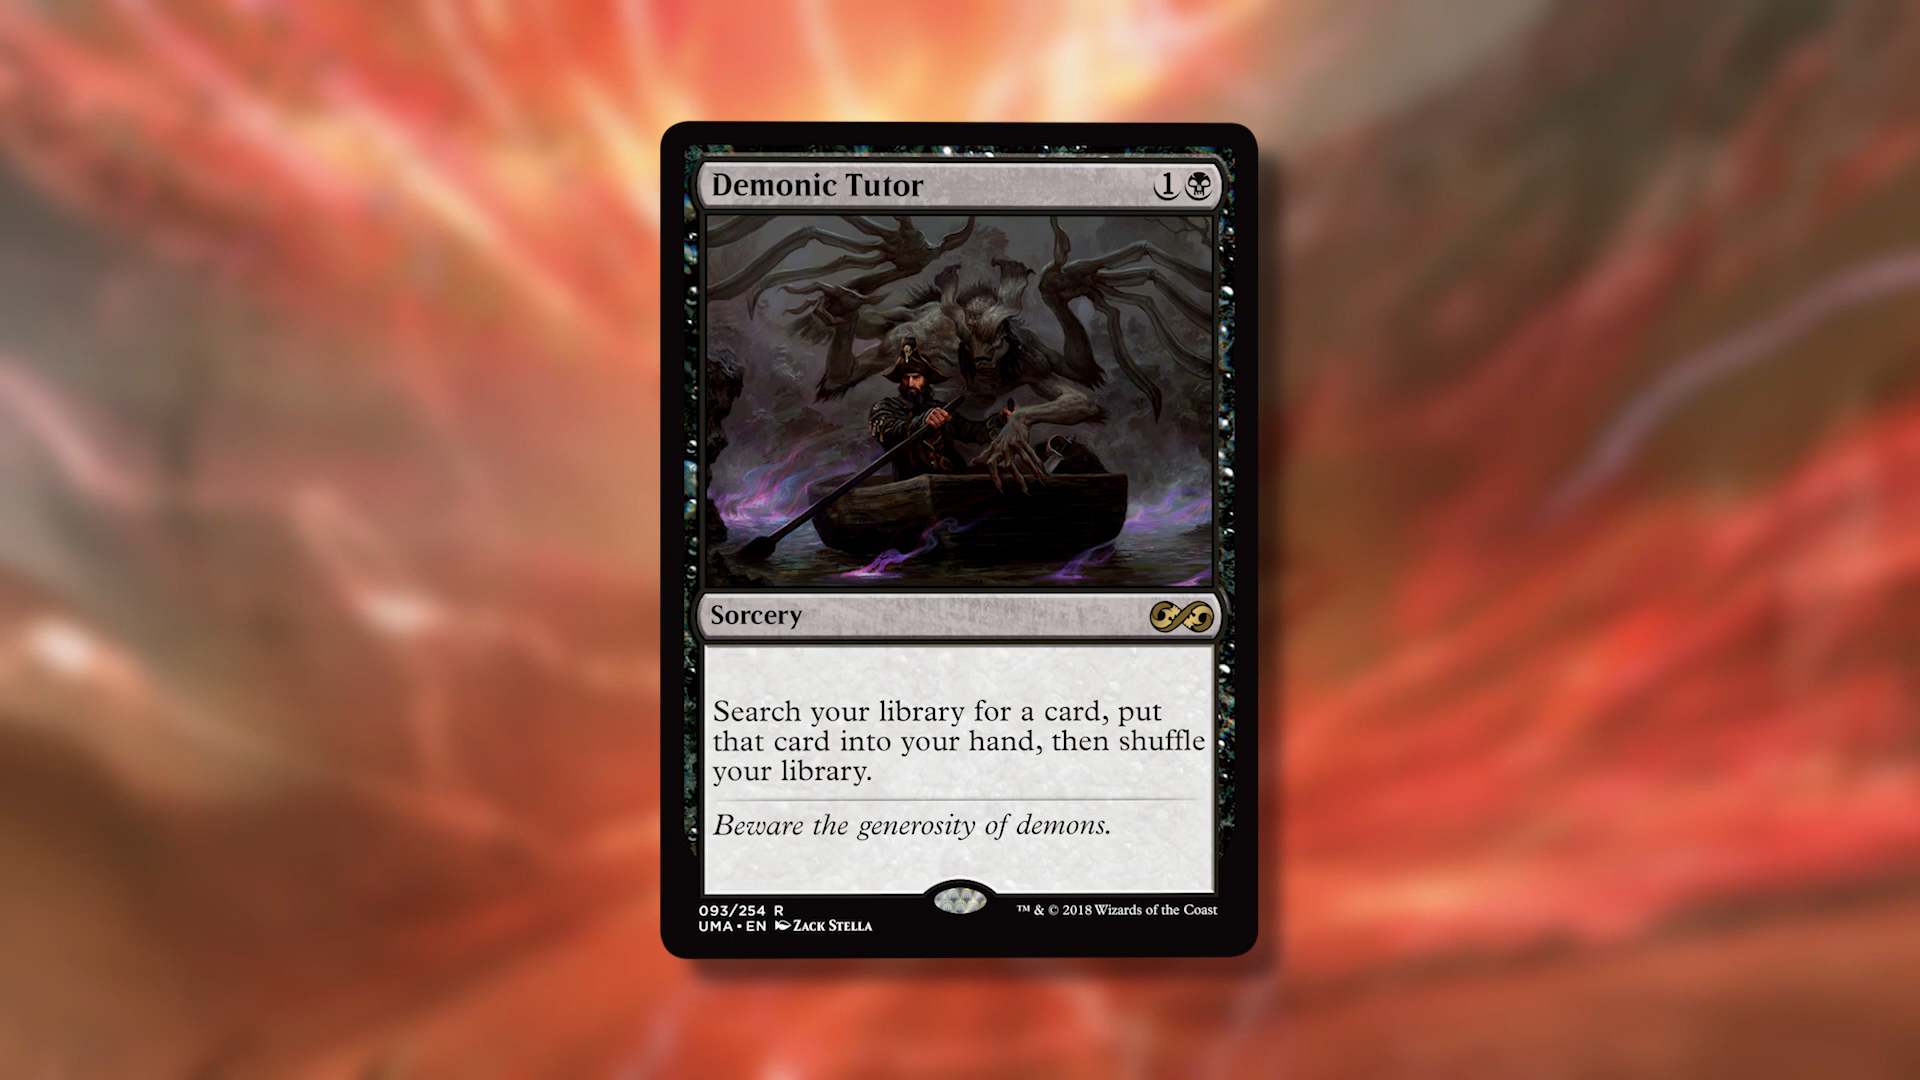 Demonic Tutor 1
Sorcery
Search your library for a card, put
that card into your hand, then shuffle
your library.
Beware the generosity of demons.
093/254 R
UMA • EN ZACK STELLA
™ & © 2018 Wizards of the Coast